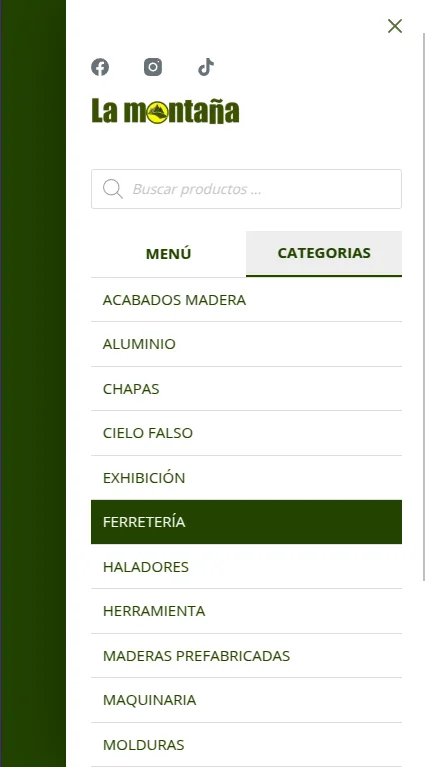 La montaña
Buscar productos ...
MENÚ
CATEGORIAS
ACABADOS MADERA
ALUMINIO
CHAPAS
CIELO FALSO
EXHIBICIÓN
FERRETERÍA
HALADORES
HERRAMIENTA
MADERAS PREFABRICADAS
MAQUINARIA
MOLDURAS